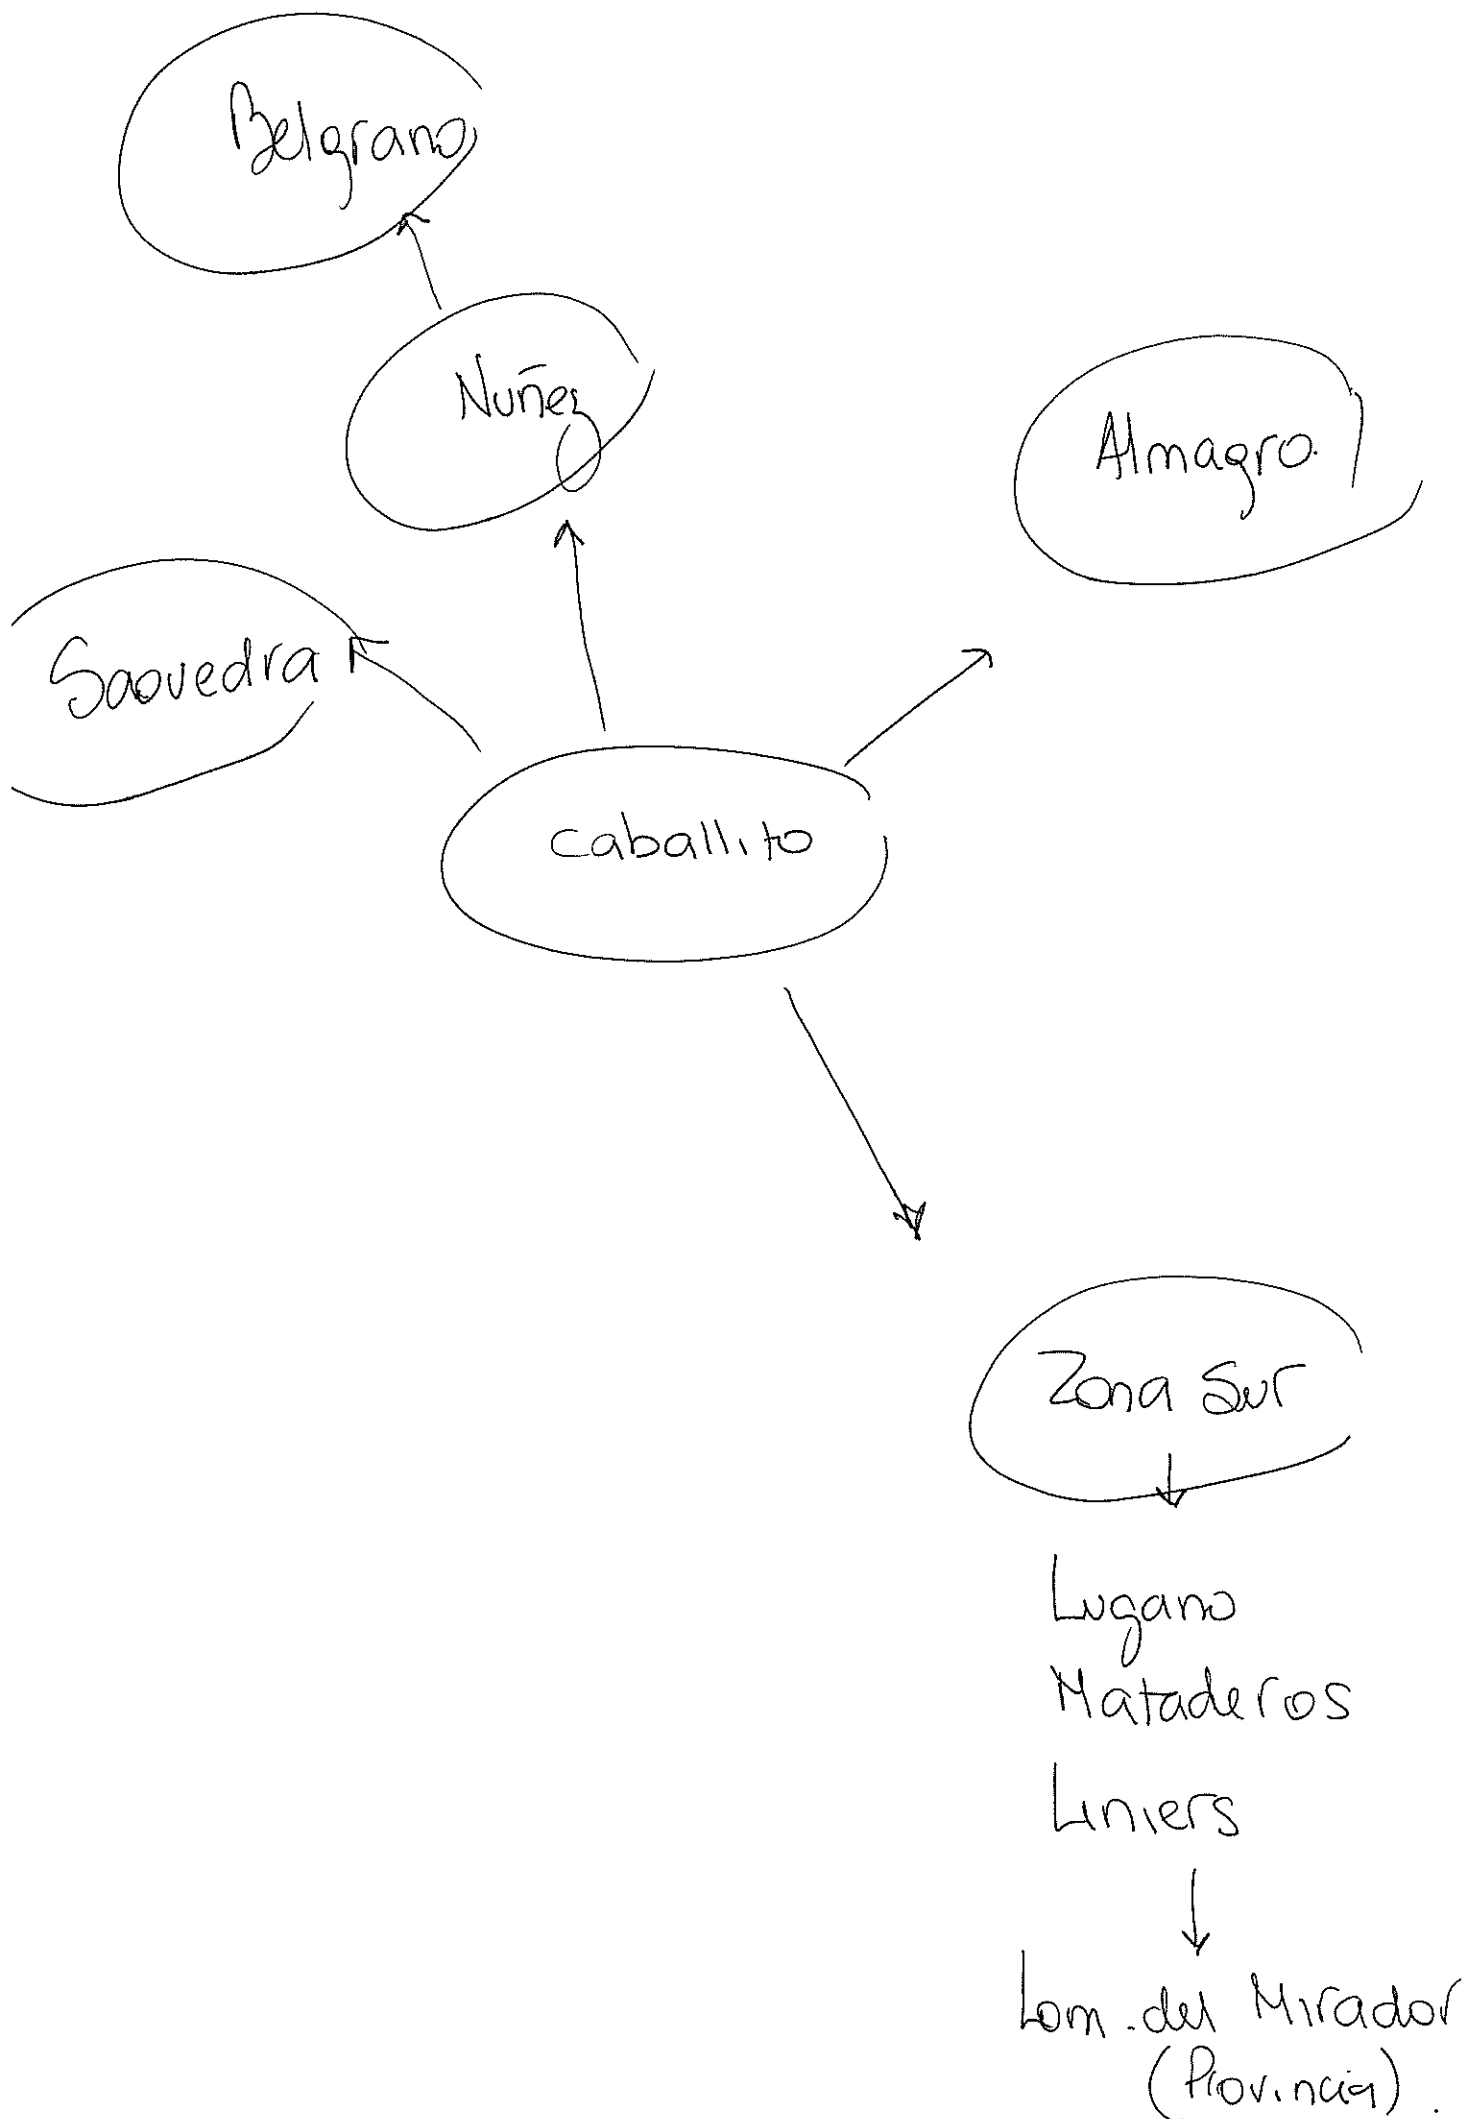 Belgrano
Nuñez
Almagro
Saavedra
Caballito
Zona Sur
Lugano
Mataderos
Liniers
Lom. del Mirador
(Provincia).